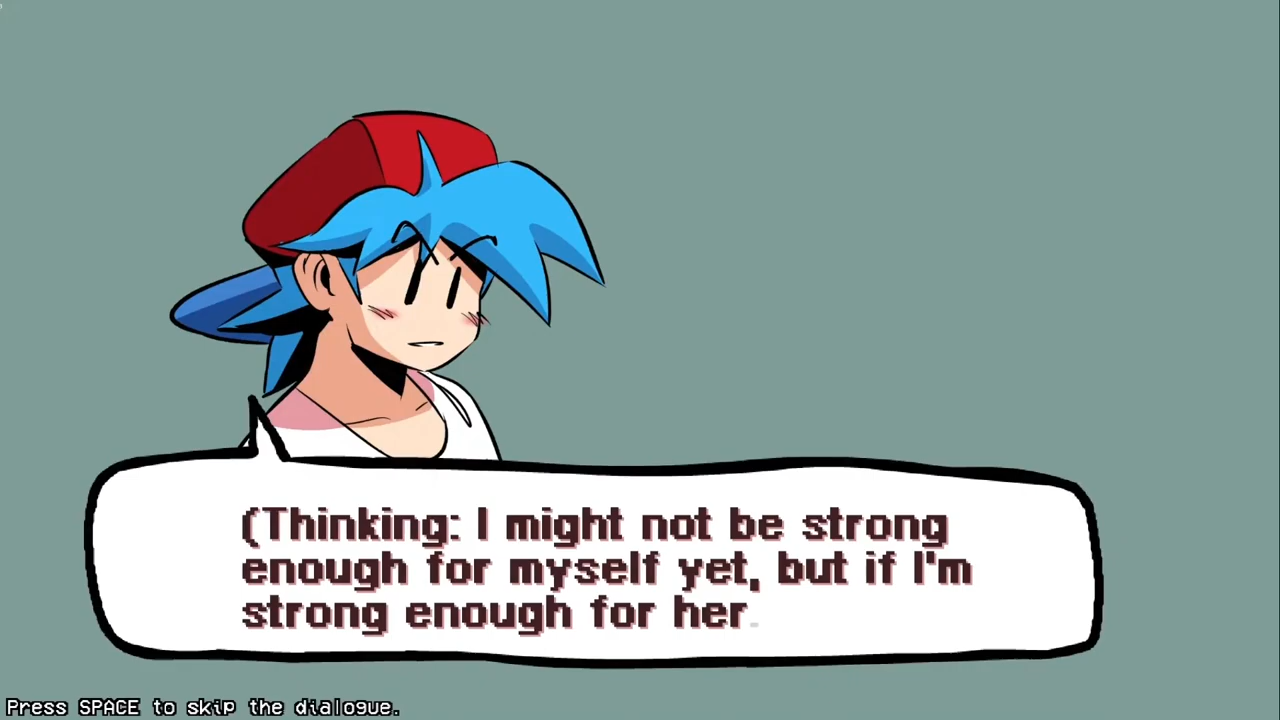 (Thinking: I might not be strong
enough for myself yet, but if I'm
strong enough for her.
Press SPACE to skip the dialogue.